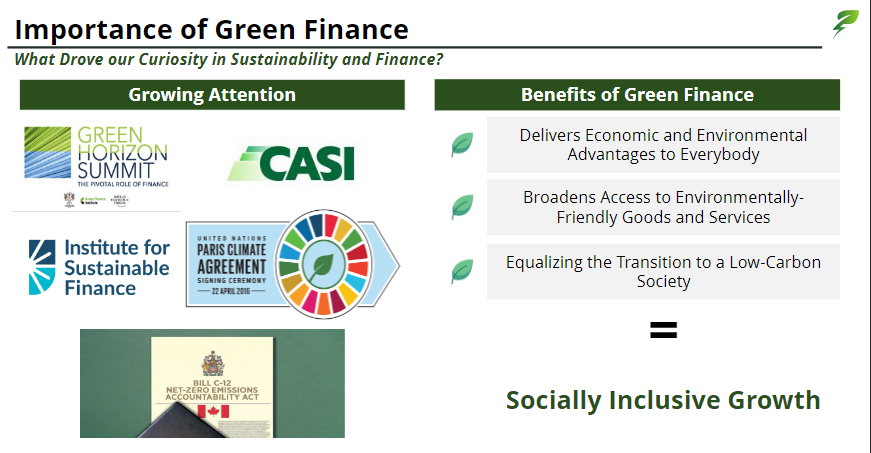 Importance of Green Finance
What Drove our Curiosity in Sustainability and Finance?
Growing Attention
GREEN
HORIZON
SUMMIT
THE PIVOTAL ROLE OF FINANCE
CASI
Institute for
Sustainable
Finance
UNITED NATIONS
PARIS CLIMATE
AGREEMENT
SIGNING CEREMONY
22 APRIL 2016
BILL C-12
NET-ZERO EMISSIONS
ACCOUNTABILITY ACT
Benefits of Green Finance
Delivers Economic and Environmental
Advantages to Everybody
Broadens Access to Environmentally-
Friendly Goods and Services
Equalizing the Transition to a Low-Carbon
Society
=
Socially Inclusive Growth